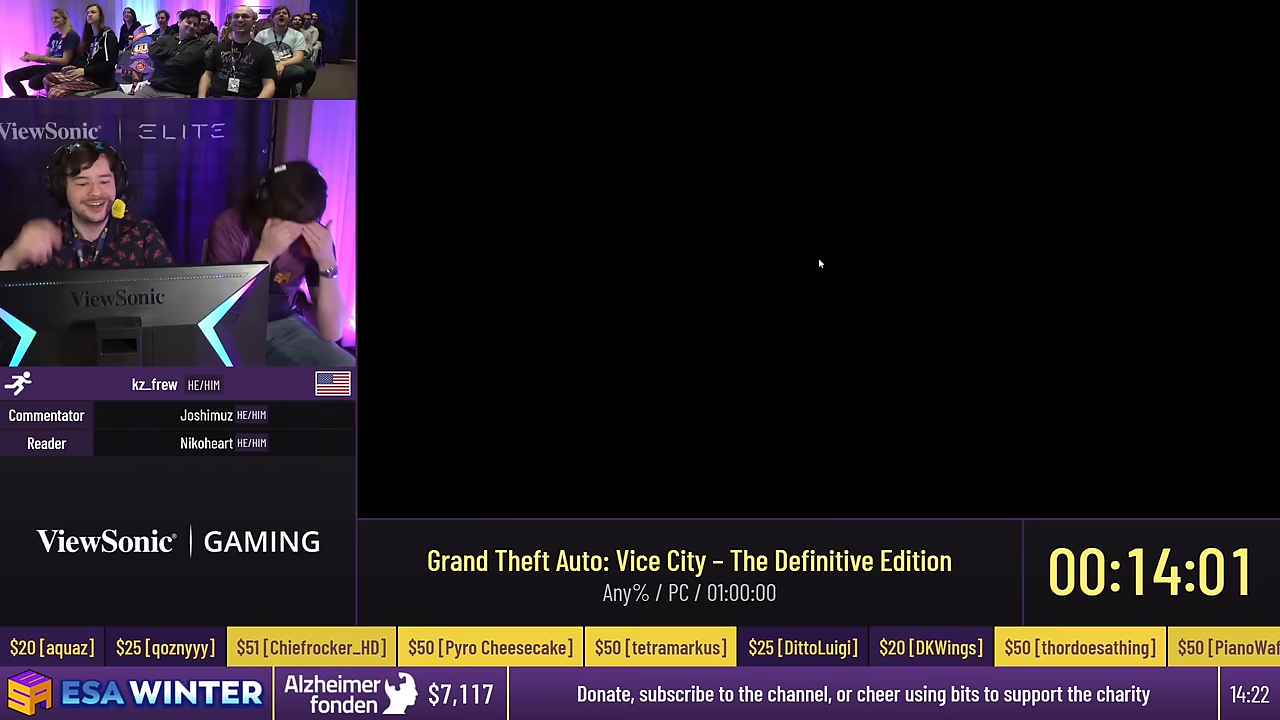 ViewSonic | ELITE
ViewSonic
kz_frew HE/HIM
Commentator Joshimuz HE/HIM
Reader Nikoheart HE/HIM
ViewSonic | GAMING
Grand Theft Auto: Vice City – The Definitive Edition
Any% / PC / 01:00:00
00:14:01
$20 [aquaz] $25 [qoznyyy] $51 [Chiefrocker_HD] $50 [Pyro Cheesecake] $50 [tetramarkus] $25 [DittoLuigi] $20 [DKWings] $50 [thordoesathing] $50 [PianoWaf
ESA WINTER
Alzheimer
fonden
$7,117
Donate, subscribe to the channel, or cheer using bits to support the charity
14:22